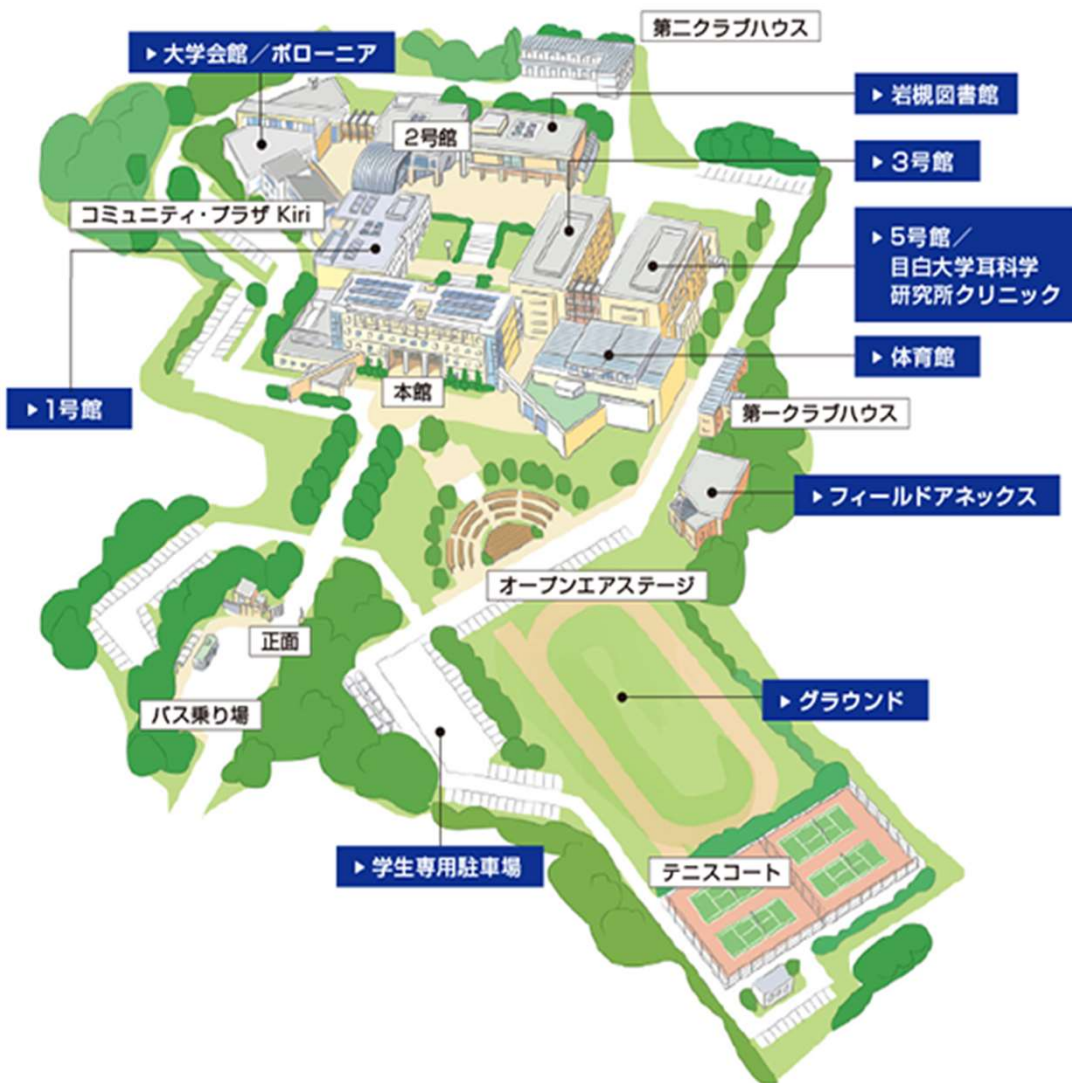 第二クラブハウス
▶ 大学会館／ボローニア
▶ 岩槻図書館
2号館
▶ 3号館
コミュニティ・プラザ Kiri
▶ 5号館／
目白大学耳科学
研究所クリニック
▶ 体育館
本館
▶ 1号館
第一クラブハウス
▶ フィールドアネックス
オープンエアステージ
正面
▶ グラウンド
バス乗り場
▶ 学生専用駐車場
テニスコート